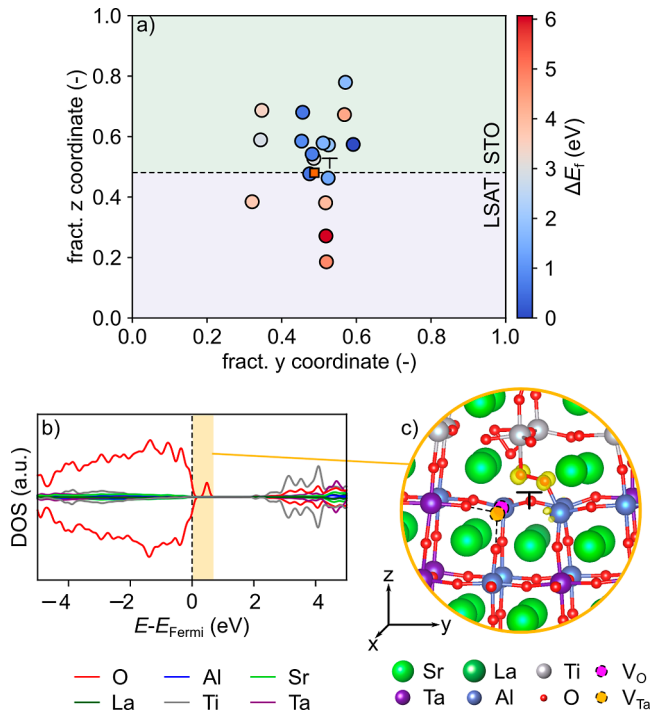 a)
fract. z coordinate (-)
1.0
0.8
0.6
0.4
0.2
0.0
0.0 0.2 0.4 0.6 0.8 1.0
fract. y coordinate (-)
LSAT STO
6
5
4
3
2
1
0
ΔEf (eV)
b)
DOS (a.u.)
−4 −2 0 2 4
E-EFermi (eV)
O Al Sr
La Ti Ta
c)
z
y
x
Sr La Ti VO
Ta Al O VTa